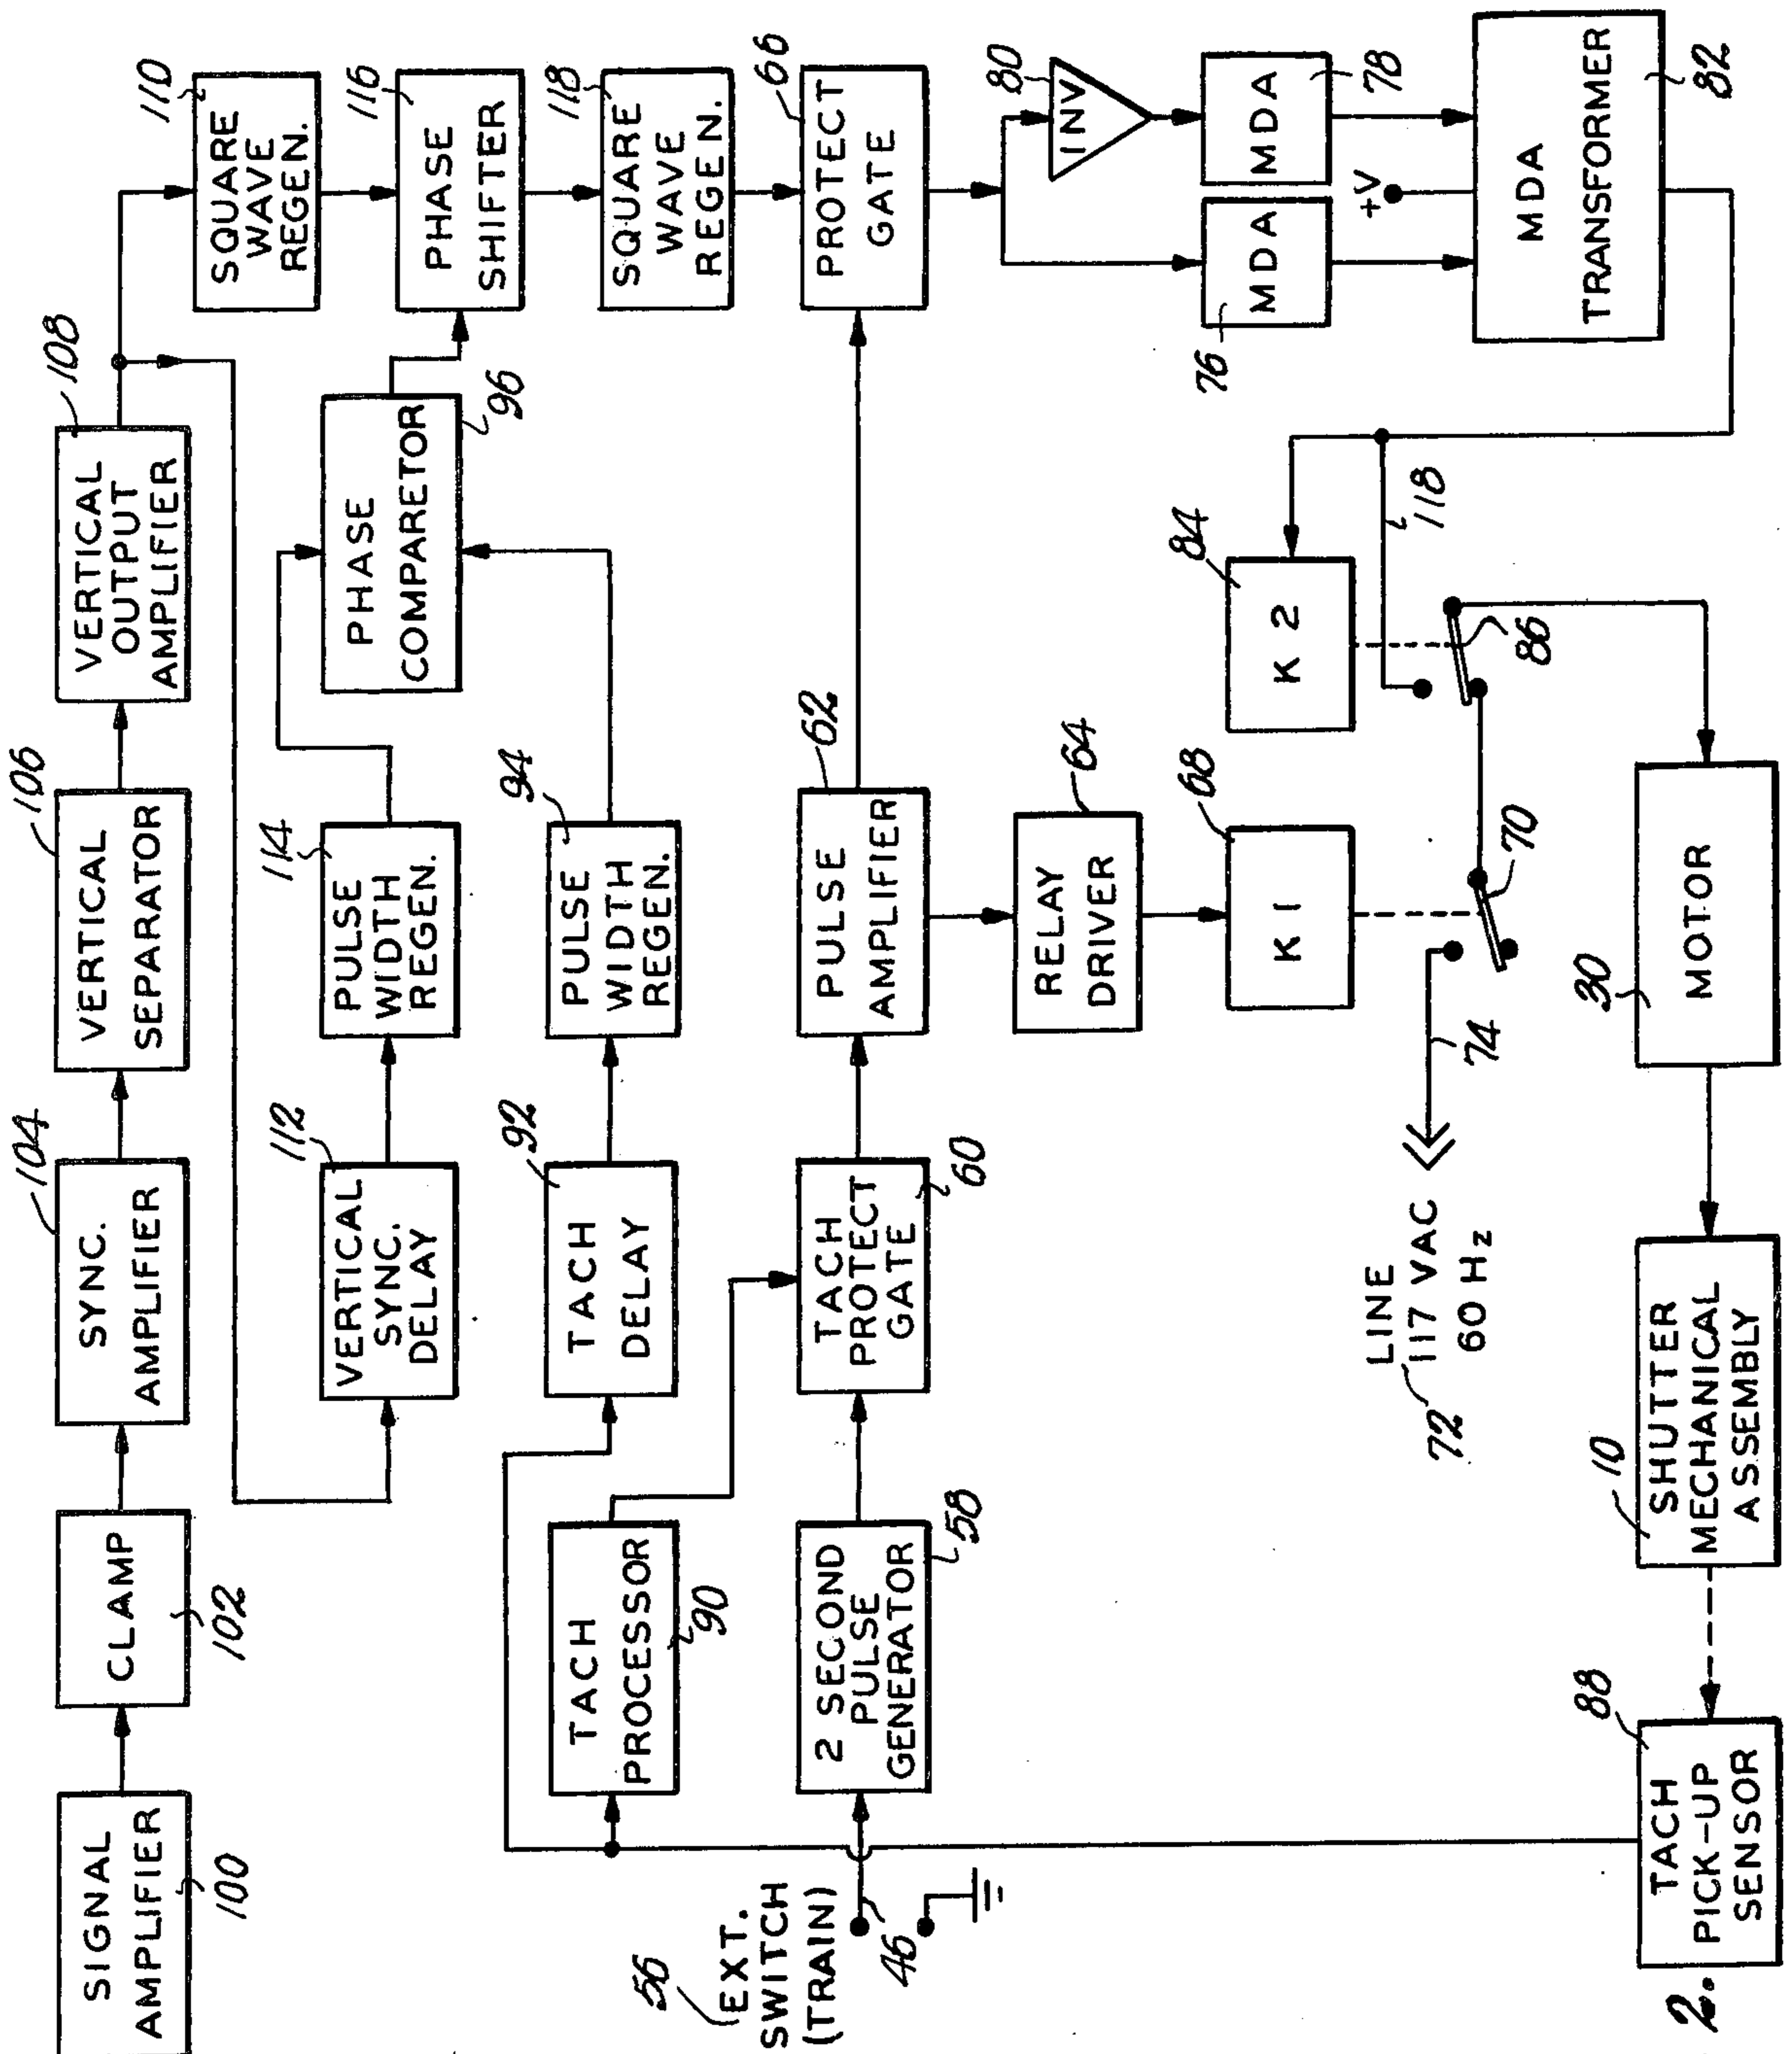 SIGNAL
AMPLIFIER
100
CLAMP
102
SYNC.
AMPLIFIER
104
VERTICAL
SEPARATOR
106
VERTICAL
OUTPUT
AMPLIFIER
108
SQUARE
WAVE
REGEN.
110
VERTICAL
SYNC.
DELAY
112
PULSE
WIDTH
REGEN.
114
PHASE
COMPARETOR
96
PHASE
SHIFTER
116
TACH
PROCESSOR
90
TACH
DELAY
92
PULSE
WIDTH
REGEN.
94
SQUARE
WAVE
REGEN.
118
56
EXT.
SWITCH
(TRAIN)
46
2 SECOND
PULSE
GENERATOR
58
TACH
PROTECT
GATE
60
PULSE
AMPLIFIER
62
PROTECT
GATE
66
RELAY
DRIVER
64
INV
80
K 1
68
K 2
84
MDA
76
MDA
78
+V
118
LINE
117 VAC
60 Hz
72
74
70
86
MDA
TRANSFORMER
82
TACH
PICK-UP
SENSOR
88
SHUTTER
MECHANICAL
ASSEMBLY
10
MOTOR
30
2.